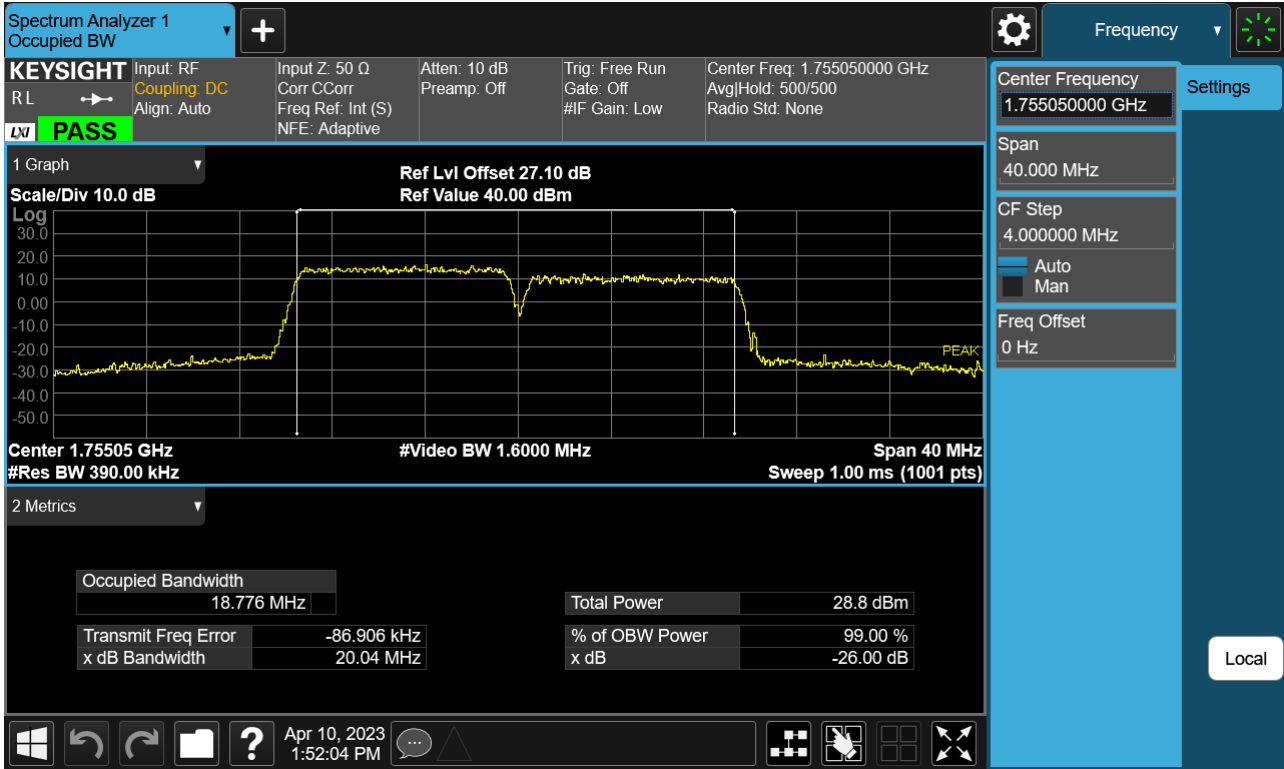 Spectrum Analyzer 1
Occupied BW
▼
+
Frequency
▼
KEYSIGHT
R L
LXI
PASS
Input: RF
Coupling: DC
Align: Auto
Input Z: 50 Ω
Corr CCorr
Freq Ref: Int (S)
NFE: Adaptive
Atten: 10 dB
Preamp: Off
Trig: Free Run
Gate: Off
#IF Gain: Low
Center Freq: 1.755050000 GHz
Avg|Hold: 500/500
Radio Std: None
Center Frequency
1.755050000 GHz
Settings
Span
40.000 MHz
CF Step
4.000000 MHz
Auto
Man
Freq Offset
0 Hz
Local
1 Graph
▼
Scale/Div 10.0 dB
Ref Lvl Offset 27.10 dB
Ref Value 40.00 dBm
Log
30.0
20.0
10.0
0.00
-10.0
-20.0
-30.0
-40.0
-50.0
PEAK
Center 1.75505 GHz
#Video BW 1.6000 MHz
Span 40 MHz
#Res BW 390.00 kHz
Sweep 1.00 ms (1001 pts)
2 Metrics
▼
Occupied Bandwidth
18.776 MHz
Total Power 28.8 dBm
Transmit Freq Error -86.906 kHz
% of OBW Power 99.00 %
x dB Bandwidth 20.04 MHz
x dB -26.00 dB
?
Apr 10, 2023
1:52:04 PM
...